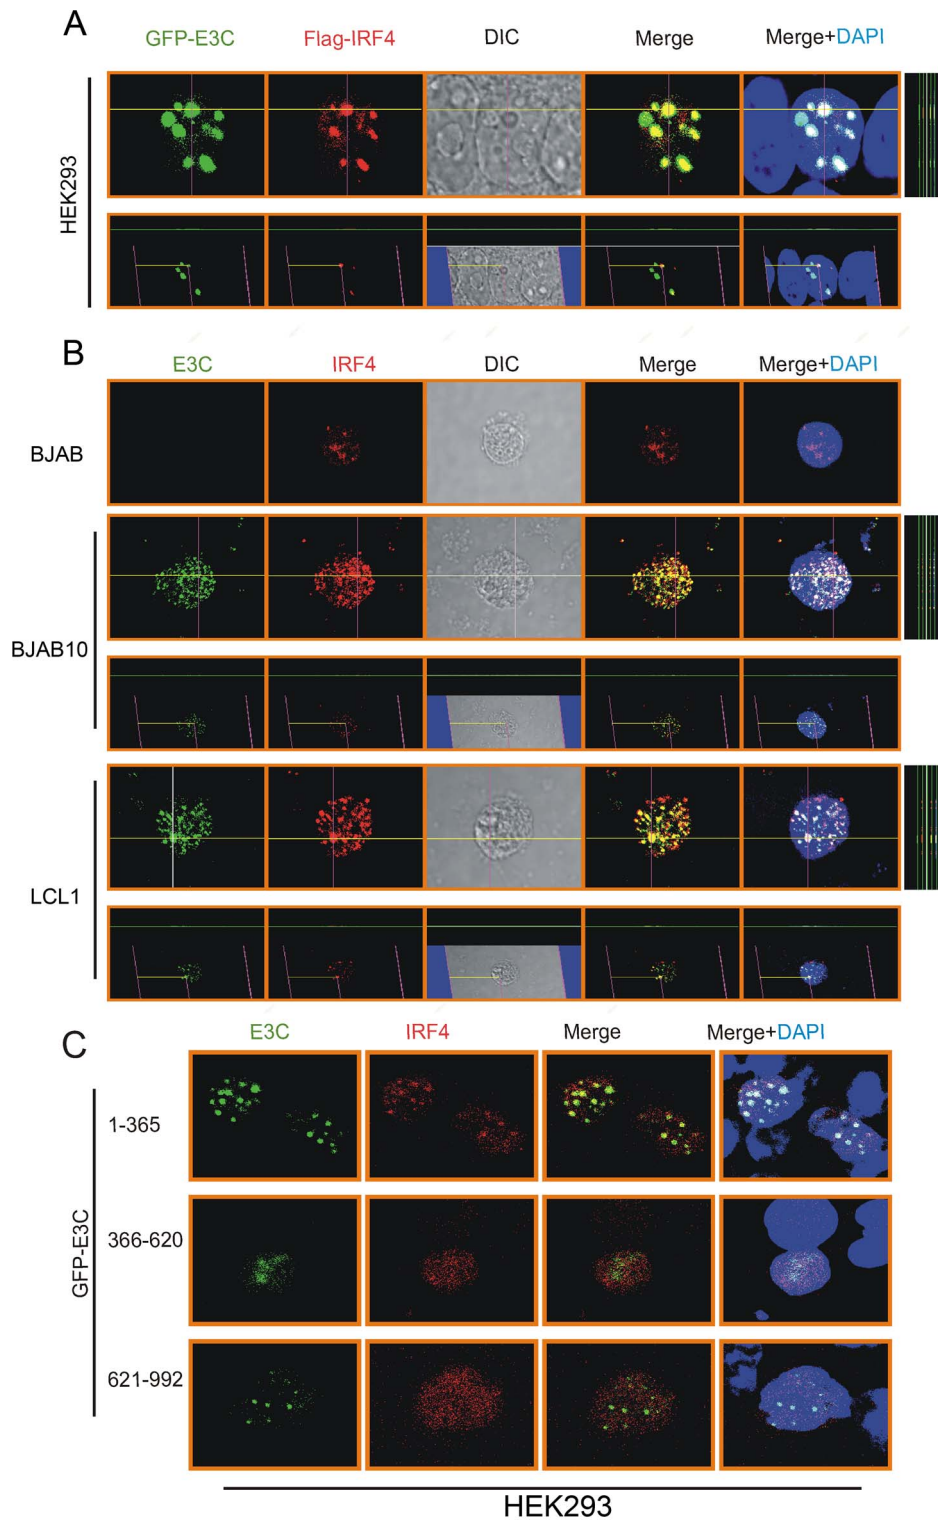 A
GFP-E3C Flag-IRF4 DIC Merge Merge+DAPI
HEK293
B
E3C IRF4 DIC Merge Merge+DAPI
BJAB
BJAB10
LCL1
C
E3C IRF4 Merge Merge+DAPI
GFP-E3C
1-365
366-620
621-992
HEK293